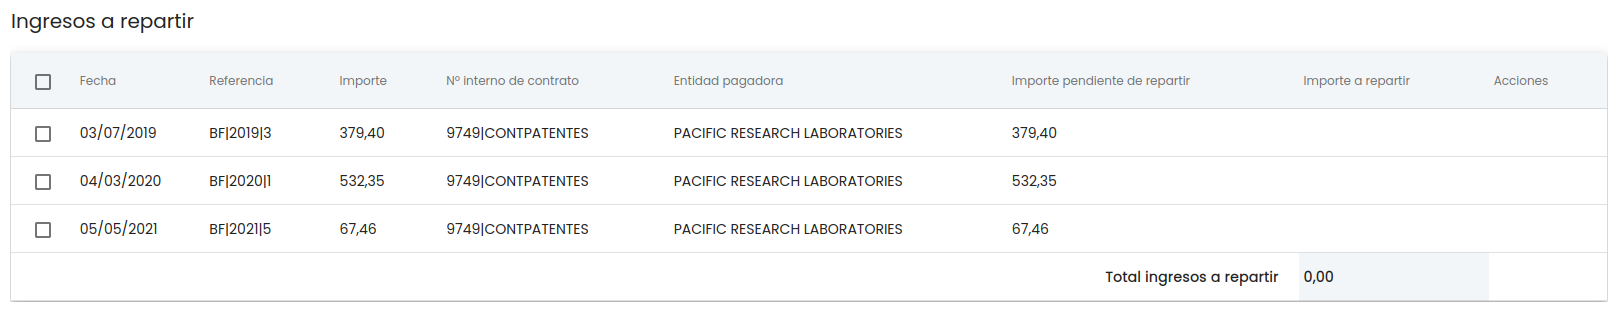 Ingresos a repartir
Fecha Referencia Importe Nº interno de contrato Entidad pagadora Importe pendiente de repartir Importe a repartir Acciones
03/07/2019 BF|2019|3 379,40 9749|CONTPATENTES PACIFIC RESEARCH LABORATORIES 379,40
04/03/2020 BF|2020|1 532,35 9749|CONTPATENTES PACIFIC RESEARCH LABORATORIES 532,35
05/05/2021 BF|2021|5 67,46 9749|CONTPATENTES PACIFIC RESEARCH LABORATORIES 67,46
Total ingresos a repartir 0,00